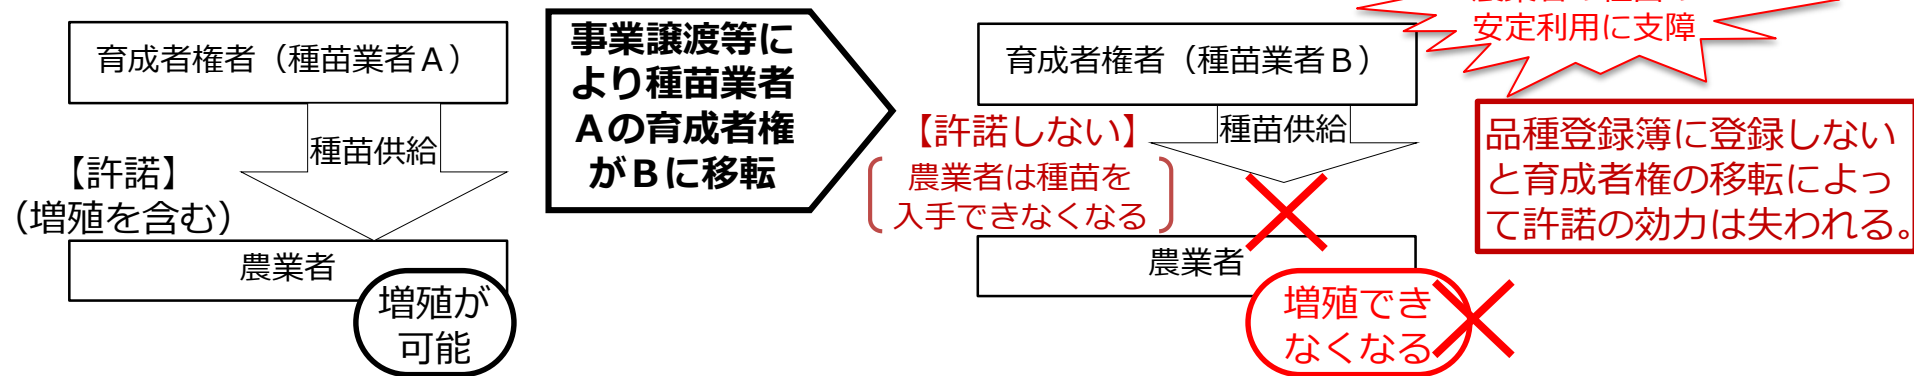 育成者権者（種苗業者Ａ）
種苗供給
【許諾】
（増殖を含む）
農業者
増殖が
可能
事業譲渡等に
より種苗業者
Ａの育成者権
がＢに移転
安定利用に支障
育成者権者（種苗業者Ｂ）
【許諾しない】
種苗供給
農業者は種苗を
入手できなくなる
農業者
増殖でき
なくなる
品種登録簿に登録しない
と育成者権の移転によっ
て許諾の効力は失われる。